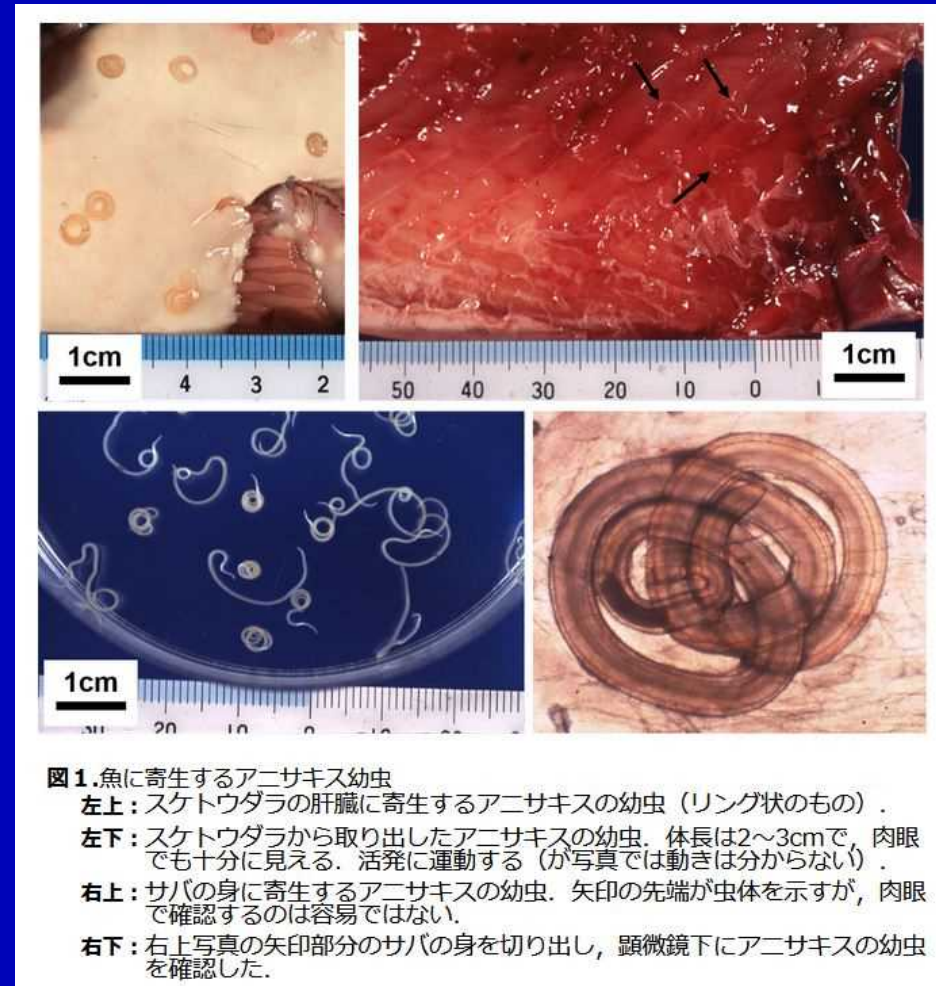 1cm
4 3 2
1cm
50 40 30 20 10 0
1cm
20 10 0
図1.魚に寄生するアニサキス幼虫
左上：スケトウダラの肝臓に寄生するアニサキスの幼虫（リング状のもの）.
左下：スケトウダラから取り出したアニサキスの幼虫. 体長は2〜3cmで, 肉眼
でも十分に見える. 活発に運動する（が写真では動きは分からない）.
右上：サバの身に寄生するアニサキスの幼虫. 矢印の先端が虫体を示すが, 肉眼
で確認するのは容易ではない.
右下：右上写真の矢印部分のサバの身を切り出し, 顕微鏡下にアニサキスの幼虫
を確認した.